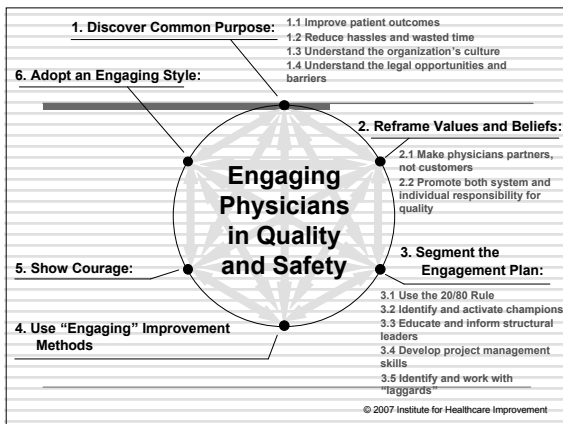 1. Discover Common Purpose:
1.1 Improve patient outcomes
1.2 Reduce hassles and wasted time
1.3 Understand the organization's culture
1.4 Understand the legal opportunities and
barriers
6. Adopt an Engaging Style:
2. Reframe Values and Beliefs:
2.1 Make physicians partners,
not customers
2.2 Promote both system and
individual responsibility for
quality
Engaging
Physicians
in Quality
and Safety
3. Segment the
Engagement Plan:
3.1 Use the 20/80 Rule
3.2 Identify and activate champions
3.3 Educate and inform structural
leaders
3.4 Develop project management
skills
3.5 Identify and work with
"laggards"
5. Show Courage:
4. Use "Engaging" Improvement
Methods
© 2007 Institute for Healthcare Improvement